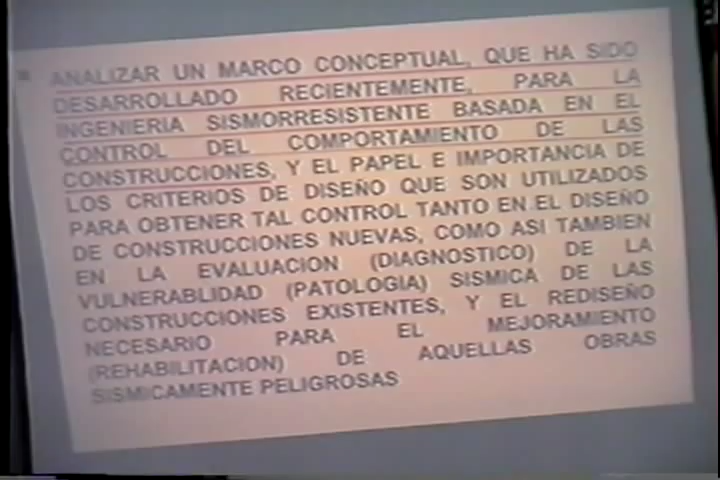 ANALIZAR UN MARCO CONCEPTUAL, QUE HA SIDO
DESARROLLADO RECIENTEMENTE, PARA LA
INGENIERIA SISMORRESISTENTE BASADA EN EL
CONTROL DEL COMPORTAMIENTO DE LAS
CONSTRUCCIONES, Y EL PAPEL E IMPORTANCIA DE
LOS CRITERIOS DE DISEÑO QUE SON UTILIZADOS
PARA OBTENER TAL CONTROL TANTO EN EL DISEÑO
DE CONSTRUCCIONES NUEVAS, COMO ASI TAMBIEN
EN LA EVALUACION (DIAGNOSTICO) DE LA
VULNERABLIDAD (PATOLOGIA) SISMICA DE LAS
CONSTRUCCIONES EXISTENTES, Y EL REDISEÑO
NECESARIO PARA EL MEJORAMIENTO
(REHABILITACION) DE AQUELLAS OBRAS
SISMICAMENTE PELIGROSAS